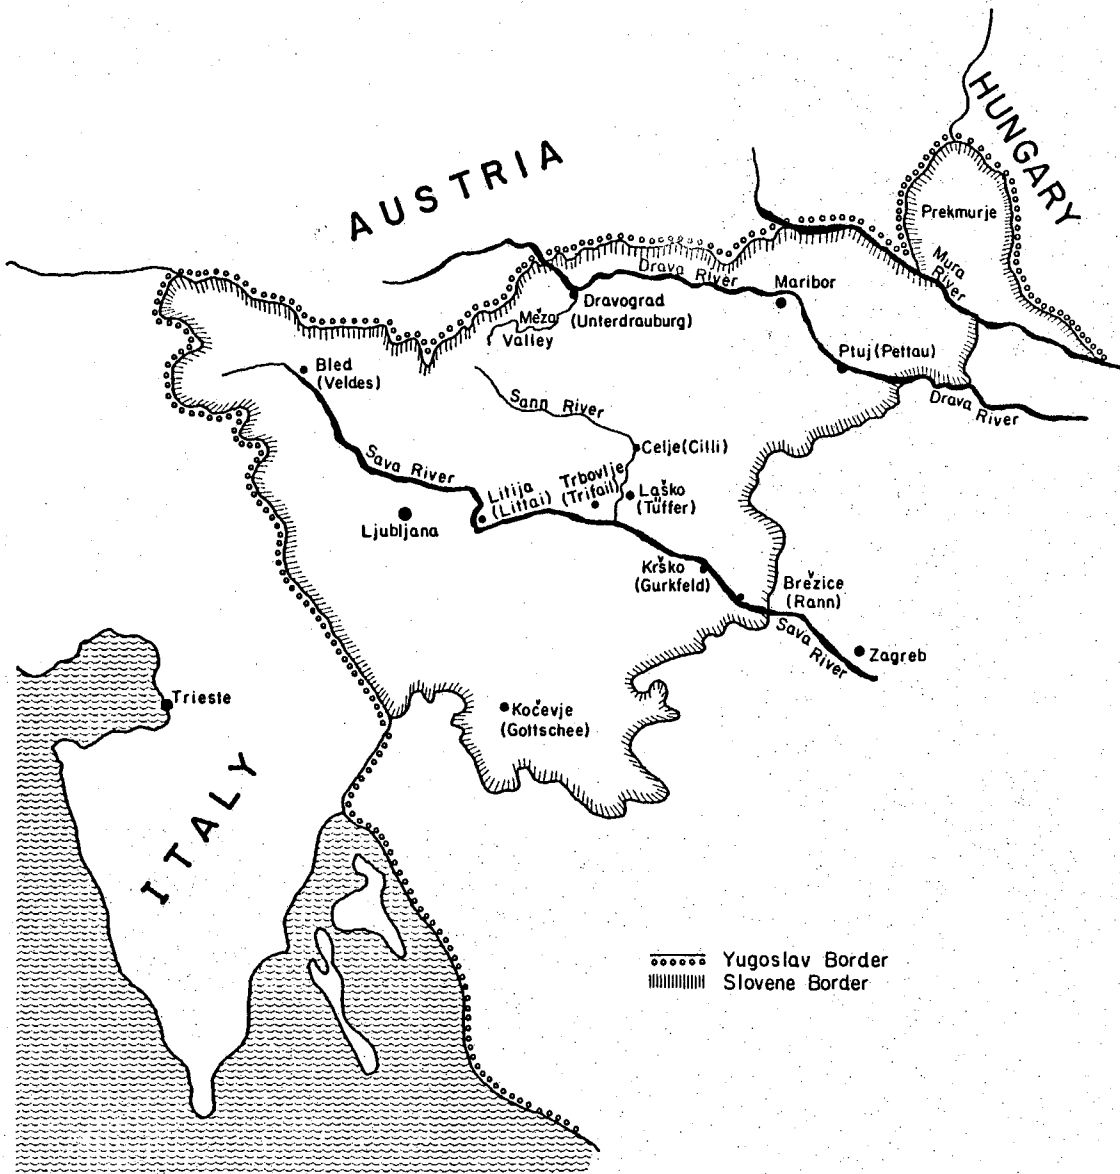 AUSTRIA
HUNGARY
Prekmurje
Mura
River
Drava River
Maribor
Dravograd
(Unterdrauburg)
Meža
Valley
Ptuj (Pettau)
Drava River
Bled
(Veldes)
Sann River
Celje (Cilli)
Sava River
Litija
(Littai)
Trbovlje
(Trifail)
Laško
(Tüffer)
Ljubljana
Krško
(Gurkfeld)
Brežice
(Rann)
Sava River
Zagreb
Trieste
Kočevje
(Gottschee)
ITALY
Yugoslav Border
Slovene Border